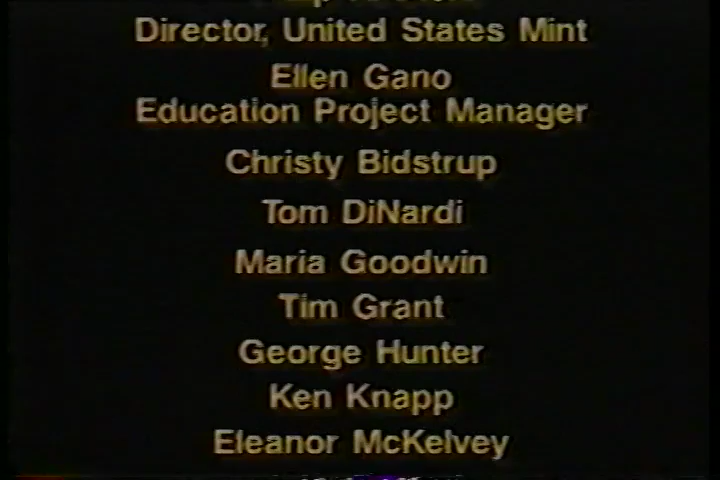 Director, United States Mint
Ellen Gano
Education Project Manager
Christy Bidstrup
Tom DiNardi
Maria Goodwin
Tim Grant
George Hunter
Ken Knapp
Eleanor McKelvey